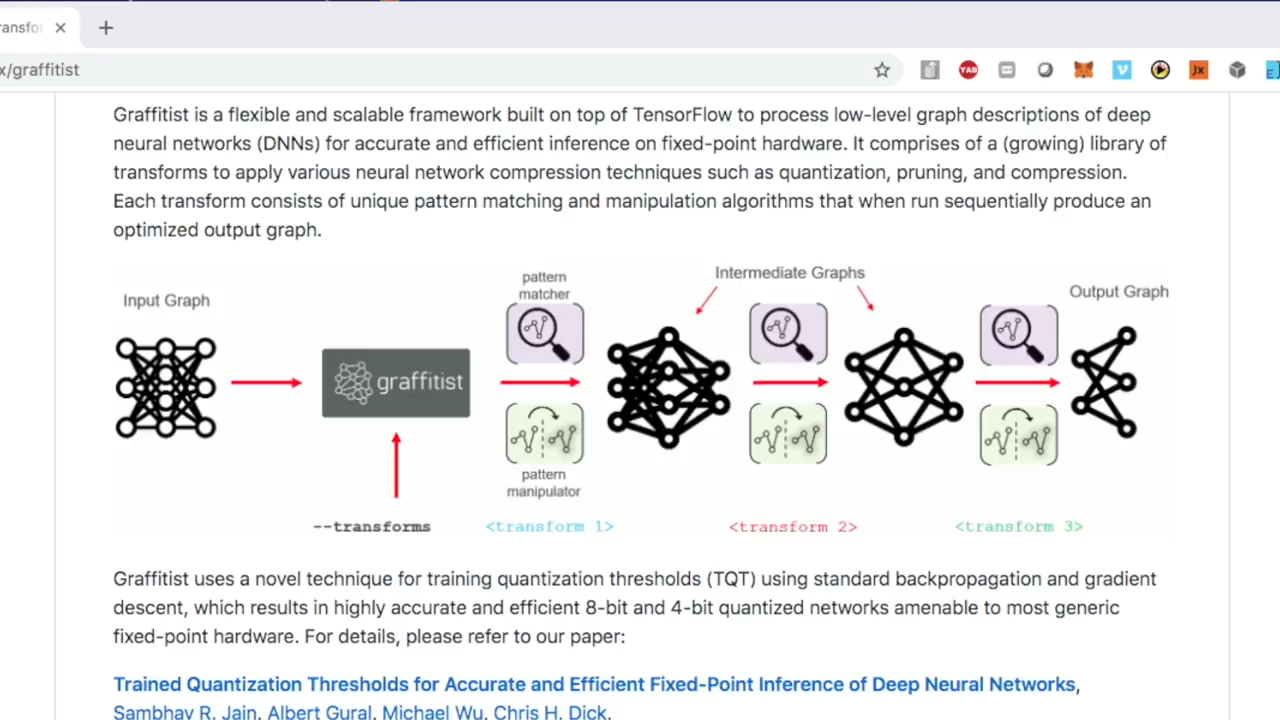 ransfor
x/graffitist
YAB
Jx
Graffitist is a flexible and scalable framework built on top of TensorFlow to process low-level graph descriptions of deep
neural networks (DNNs) for accurate and efficient inference on fixed-point hardware. It comprises of a (growing) library of
transforms to apply various neural network compression techniques such as quantization, pruning, and compression.
Each transform consists of unique pattern matching and manipulation algorithms that when run sequentially produce an
optimized output graph.
Input Graph
pattern
matcher
Intermediate Graphs
Output Graph
graffitist
pattern
manipulator
--transforms
<transform 1>
<transform 2>
<transform 3>
Graffitist uses a novel technique for training quantization thresholds (TQT) using standard backpropagation and gradient
descent, which results in highly accurate and efficient 8-bit and 4-bit quantized networks amenable to most generic
fixed-point hardware. For details, please refer to our paper:
Trained Quantization Thresholds for Accurate and Efficient Fixed-Point Inference of Deep Neural Networks,
Sambhav R. Jain, Albert Gural, Michael Wu, Chris H. Dick,